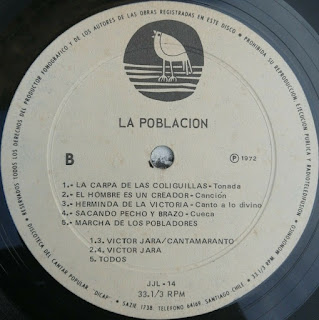 LA POBLACION
B
Ⓟ 1972
1.- LA CARPA DE LAS COLIGUILLAS - Tonada
2.- EL HOMBRE ES UN CREADOR - Canción
3.- HERMINDA DE LA VICTORIA - Canto a lo divino
4.- SACANDO PECHO Y BRAZO - Cueca
5.- MARCHA DE LOS POBLADORES
1.3. VICTOR JARA/CANTAMARANTO
2.4. VICTOR JARA
5. TODOS
JJL - 14
33.1/3 RPM
RESERVADOS TODOS LOS DERECHOS DEL PRODUCTOR FONOGRAFICO Y DE LOS AUTORES DE LAS OBRAS REGISTRADAS EN ESTE DISCO - PROHIBIDA SU REPRODUCCION, EJECUCION PUBLICA Y RADIOTELEDIFUSION
- DISCOTECA DEL CANTAR POPULAR "DICAP" - SAZIE TELEFONO SANTIAGO, CHILE